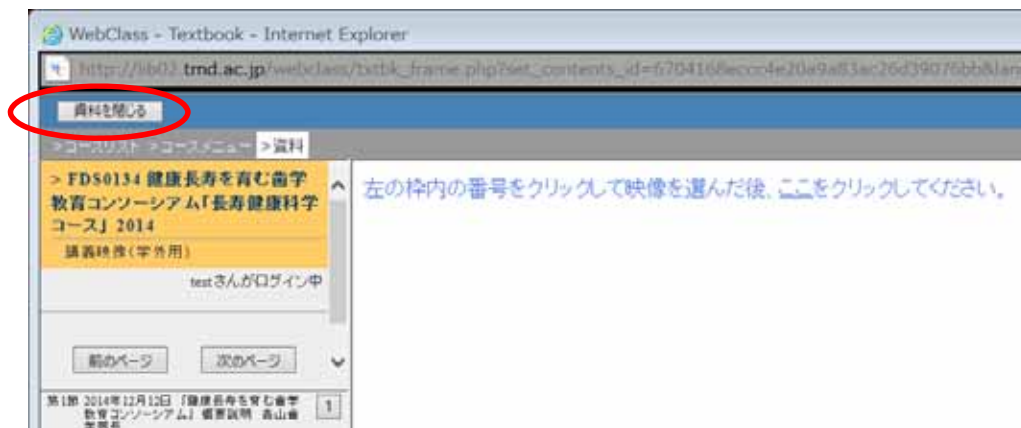 WebClass - Textbook - Internet Explorer
http://lib02.tmd.ac.jp/webclass/txtbk_frame.php?set_contents_id=
資料を閉じる
>コースリスト >コースメニュー >資料
> FDS0134 健康長寿を育む歯学
教育コンソーシアム「長寿健康科学
コース」 2014
講義映像(学外用)
testさんがログイン中
左の枠内の番号をクリックして映像を選んだ後、ここをクリックしてください。
前のページ 次のページ
第1節 2014年12月12日 「健康長寿を育む歯学 1
教育コンソーシアム」 概要説明
学部長